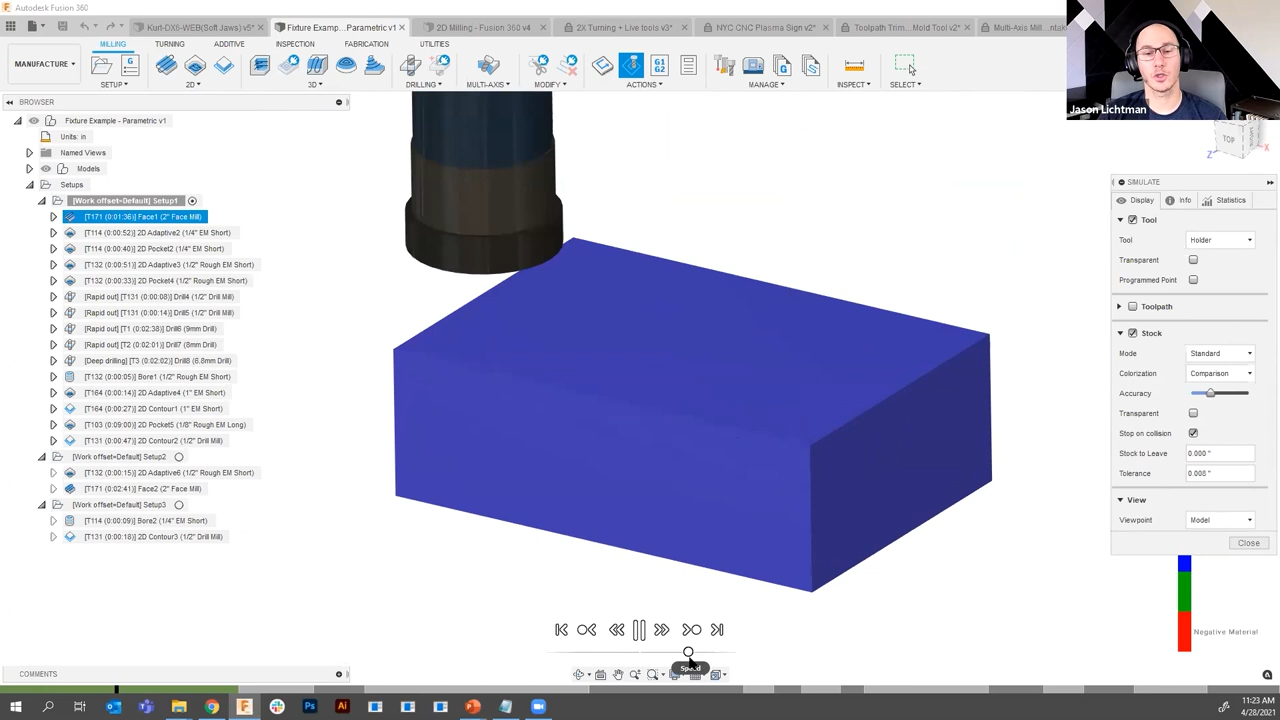 Autodesk Fusion 360
Kurt-DX6-WEB(Soft Jaws) v5*
Fixture Examp... Parametric v1
2D Milling - Fusion 360 v4
2X Turning + Live tools v3*
NYC CNC Plasma Sign v2*
Toolpath Trim...Mold Tool v2*
Multi-Axis Mill...ntak
MILLING
TURNING
ADDITIVE
INSPECTION
FABRICATION
UTILITIES
MANUFACTURE
G
G1
G2
G
SETUP
2D
3D
DRILLING
MULTI-AXIS
MODIFY
ACTIONS
MANAGE
INSPECT
SELECT
Jason Lichtman
BROWSER
Fixture Example - Parametric v1
Units: in
Named Views
Models
Setups
[Work offset=Default] Setup1
[T171 (0:01:36)] Face1 (2" Face Mill)
[T114 (0:00:52)] 2D Adaptive2 (1/4" EM Short)
[T114 (0:00:40)] 2D Pocket2 (1/4" EM Short)
[T132 (0:00:51)] 2D Adaptive3 (1/2" Rough EM Short)
[T132 (0:00:33)] 2D Pocket4 (1/2" Rough EM Short)
[Rapid out] [T131 (0:00:08)] Drill4 (1/2" Drill Mill)
[Rapid out] [T131 (0:00:14)] Drill5 (1/2" Drill Mill)
[Rapid out] [T1 (0:02:38)] Drill6 (9mm Drill)
[Rapid out] [T2 (0:02:01)] Drill7 (8mm Drill)
[Deep drilling] [T3 (0:02:02)] Drill8 (6.8mm Drill)
[T132 (0:00:05)] Bore1 (1/2" Rough EM Short)
[T164 (0:00:14)] 2D Adaptive4 (1" EM Short)
[T164 (0:00:27)] 2D Contour1 (1" EM Short)
[T103 (0:09:00)] 2D Pocket5 (1/8" Rough EM Long)
[T131 (0:00:47)] 2D Contour2 (1/2" Drill Mill)
[Work offset=Default] Setup2
[T132 (0:00:15)] 2D Adaptive6 (1/2" Rough EM Short)
[T171 (0:02:41)] Face2 (2" Face Mill)
[Work offset=Default] Setup3
[T114 (0:00:09)] Bore2 (1/4" EM Short)
[T131 (0:00:18)] 2D Contour3 (1/2" Drill Mill)
TOP
X
Z
SIMULATE
Display
Info
Statistics
Tool
Tool
Holder
Transparent
Programmed Point
Toolpath
Stock
Mode
Standard
Colorization
Comparison
Accuracy
Transparent
Stop on collision
Stock to Leave
0.000 "
Tolerance
0.008 "
View
Viewpoint
Model
Close
Negative Material
Speed
COMMENTS
11:23 AM
4/28/2021